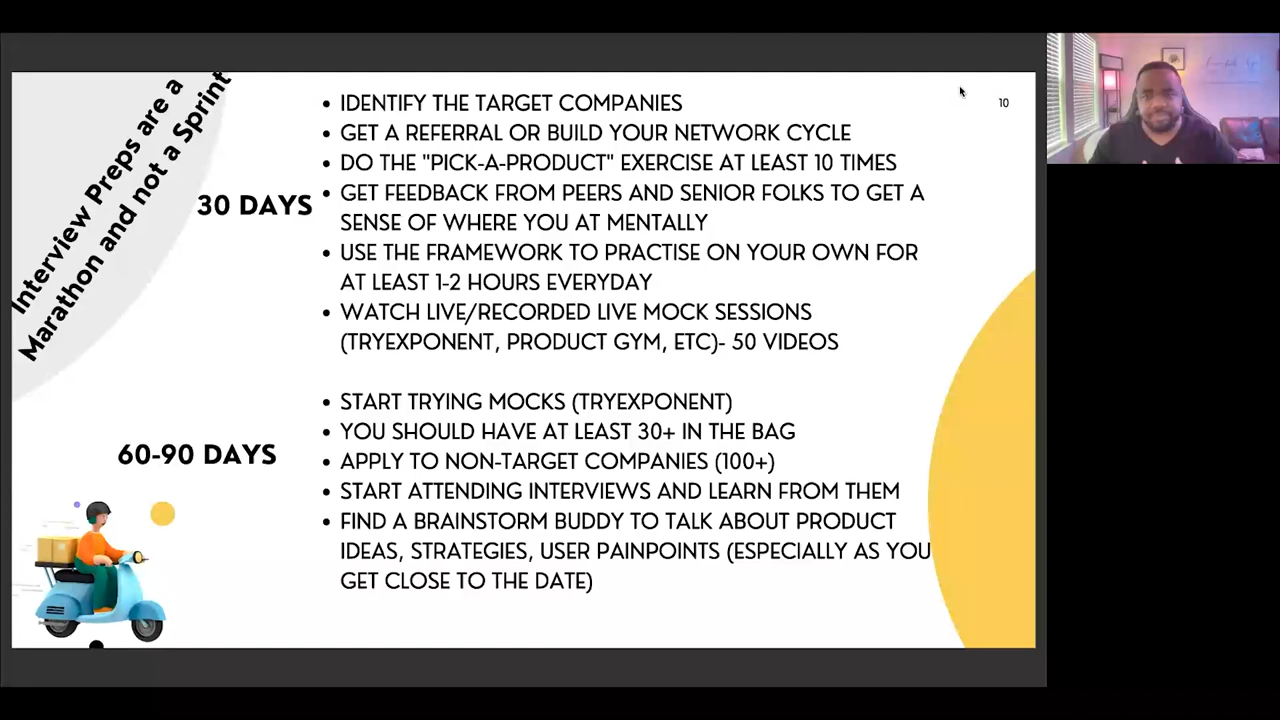 Interview Preps are a
Marathon and not a Sprint
10
30 DAYS
• IDENTIFY THE TARGET COMPANIES
• GET A REFERRAL OR BUILD YOUR NETWORK CYCLE
• DO THE "PICK-A-PRODUCT" EXERCISE AT LEAST 10 TIMES
• GET FEEDBACK FROM PEERS AND SENIOR FOLKS TO GET A
SENSE OF WHERE YOU AT MENTALLY
• USE THE FRAMEWORK TO PRACTISE ON YOUR OWN FOR
AT LEAST 1-2 HOURS EVERYDAY
• WATCH LIVE/RECORDED LIVE MOCK SESSIONS
(TRYEXPONENT, PRODUCT GYM, ETC)- 50 VIDEOS
60-90 DAYS
• START TRYING MOCKS (TRYEXPONENT)
• YOU SHOULD HAVE AT LEAST 30+ IN THE BAG
• APPLY TO NON-TARGET COMPANIES (100+)
• START ATTENDING INTERVIEWS AND LEARN FROM THEM
• FIND A BRAINSTORM BUDDY TO TALK ABOUT PRODUCT
IDEAS, STRATEGIES, USER PAINPOINTS (ESPECIALLY AS YOU
GET CLOSE TO THE DATE)